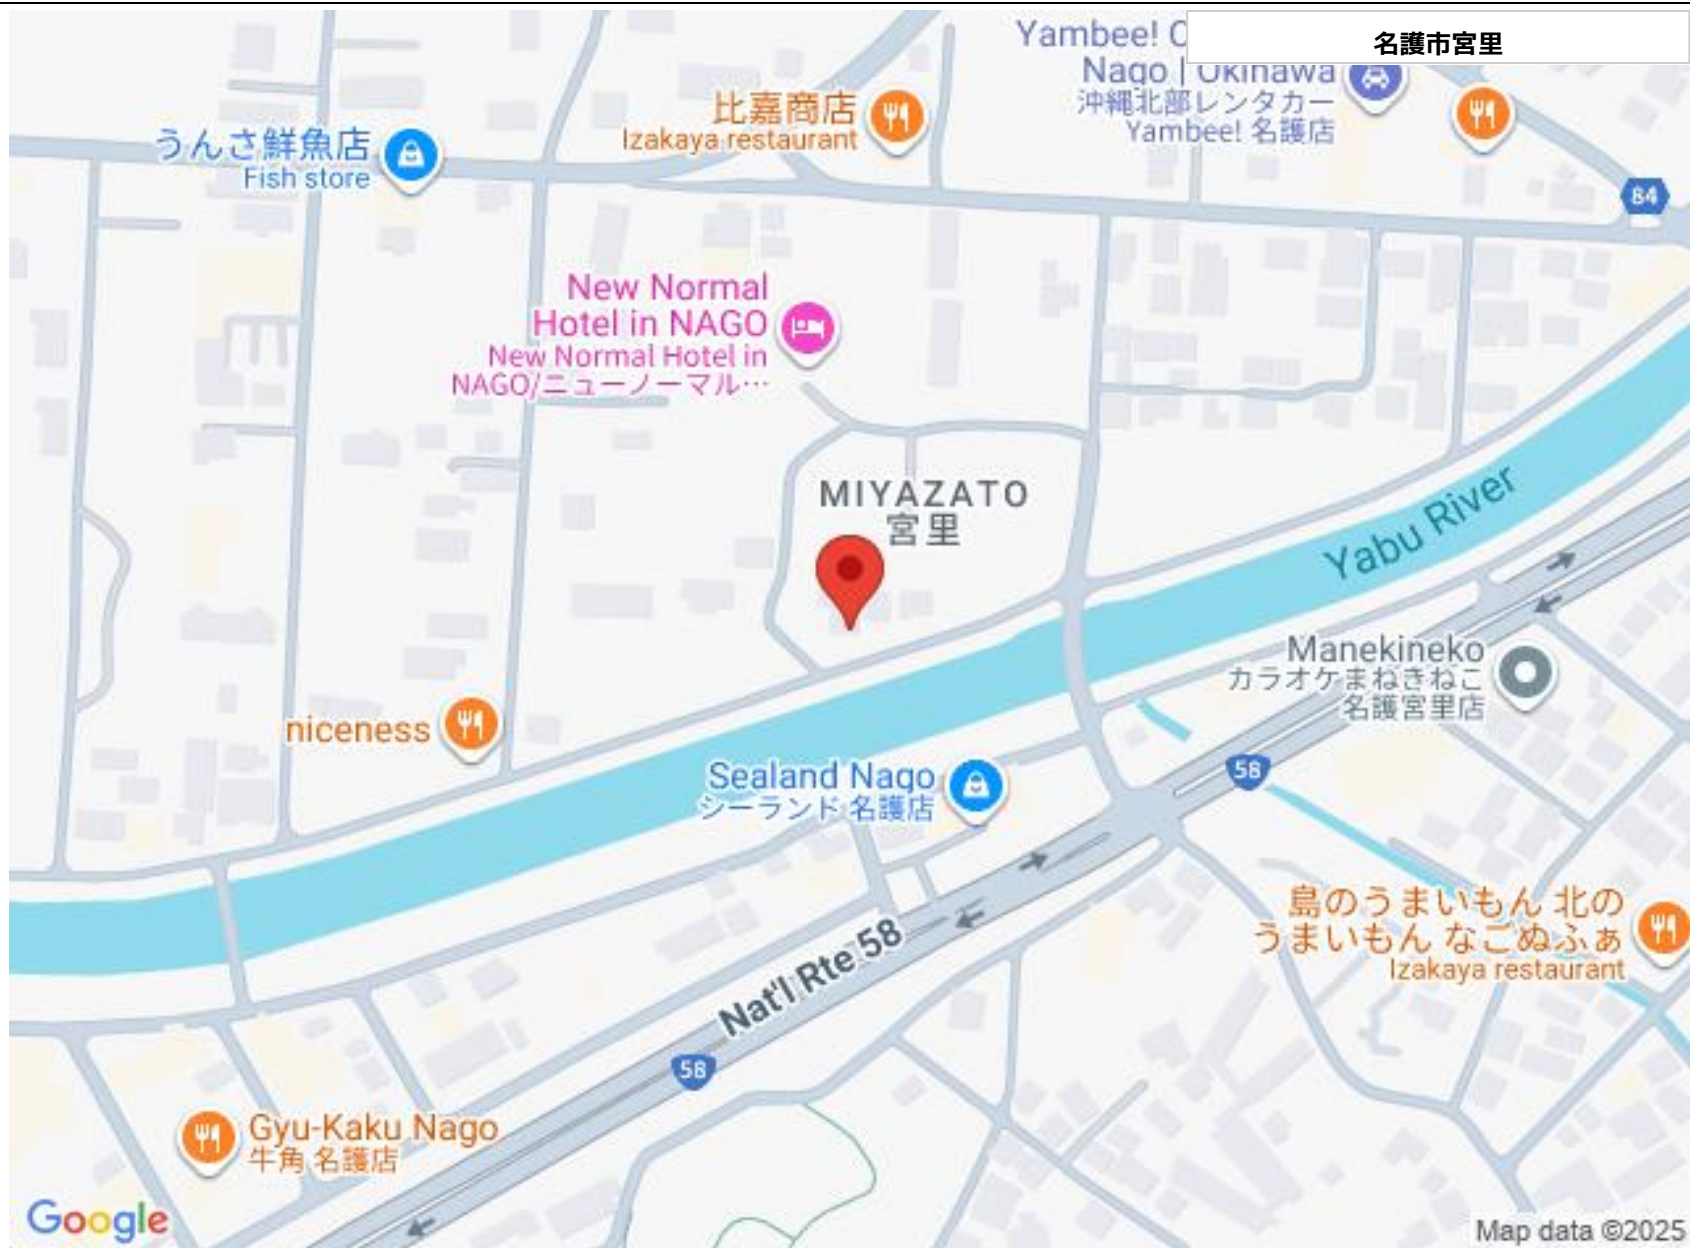 Yambee! C
Nago | Okinawa
沖縄北部レンタカー
Yambee! 名護店
名護市宮里
比嘉商店
Izakaya restaurant
うんさ鮮魚店
Fish store
84
New Normal
Hotel in NAGO
New Normal Hotel in
NAGO/ニューノーマル…
MIYAZATO
宮里
Yabu River
Manekineko
カラオケまねきねこ
名護宮里店
niceness
Sealand Nago
シーランド 名護店
58
島のうまいもん 北の
うまいもん なごぬふぁ
Izakaya restaurant
Nat'l Rte 58
58
Gyu-Kaku Nago
牛角 名護店
Google
Map data ©2025